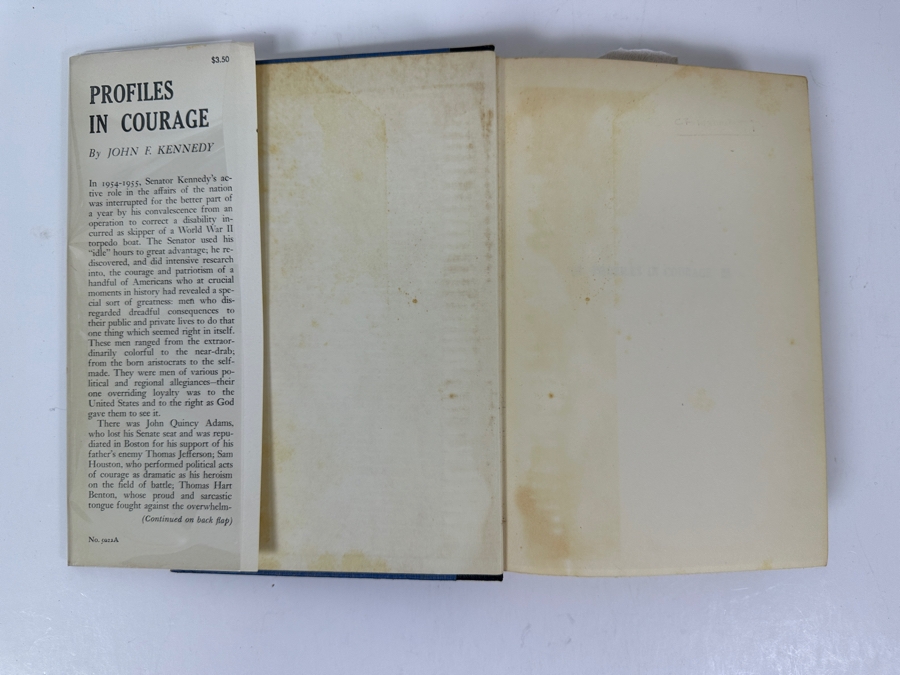 $3.50
PROFILES
IN COURAGE
By JOHN F. KENNEDY
In 1954-1955, Senator Kennedy's ac-
tive role in the affairs of the nation
was interrupted for the better part of
a year by his convalescence from an
operation to correct a disability in-
curred as skipper of a World War II
torpedo boat. The Senator used his
"idle" hours to great advantage; he re-
discovered, and did intensive research
into, the courage and patriotism of a
handful of Americans who at crucial
moments in history had revealed a spe-
cial sort of greatness: men who dis-
regarded dreadful consequences to
their public and private lives to do that
one thing which seemed right in itself.
These men ranged from the extraor-
dinarily colorful to the near-drab;
from the born aristocrats to the self-
made. They were men of various po-
litical and regional allegiances—their
one overriding loyalty was to the
United States and to the right as God
gave them to see it.
There was John Quincy Adams,
who lost his Senate seat and was repu-
diated in Boston for his support of his
father's enemy Thomas Jefferson; Sam
Houston, who performed political acts
of courage as dramatic as his heroism
on the field of battle; Thomas Hart
Benton, whose proud and sarcastic
tongue fought against the overwhelm-
(Continued on back flap)
No.